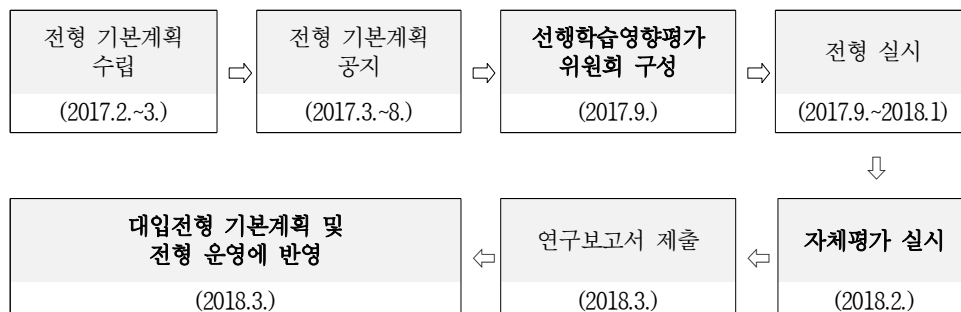 전형 기본계획
수립
(2017.2.~3.)
⇨
전형 기본계획
공지
(2017.3.~8.)
⇨
선행학습영향평가
위원회 구성
(2017.9.)
⇨
전형 실시
(2017.9.~2018.1)
⇩
자체평가 실시
(2018.2.)
⇦
연구보고서 제출
(2018.3.)
⇦
대입전형 기본계획 및
전형 운영에 반영
(2018.3.)